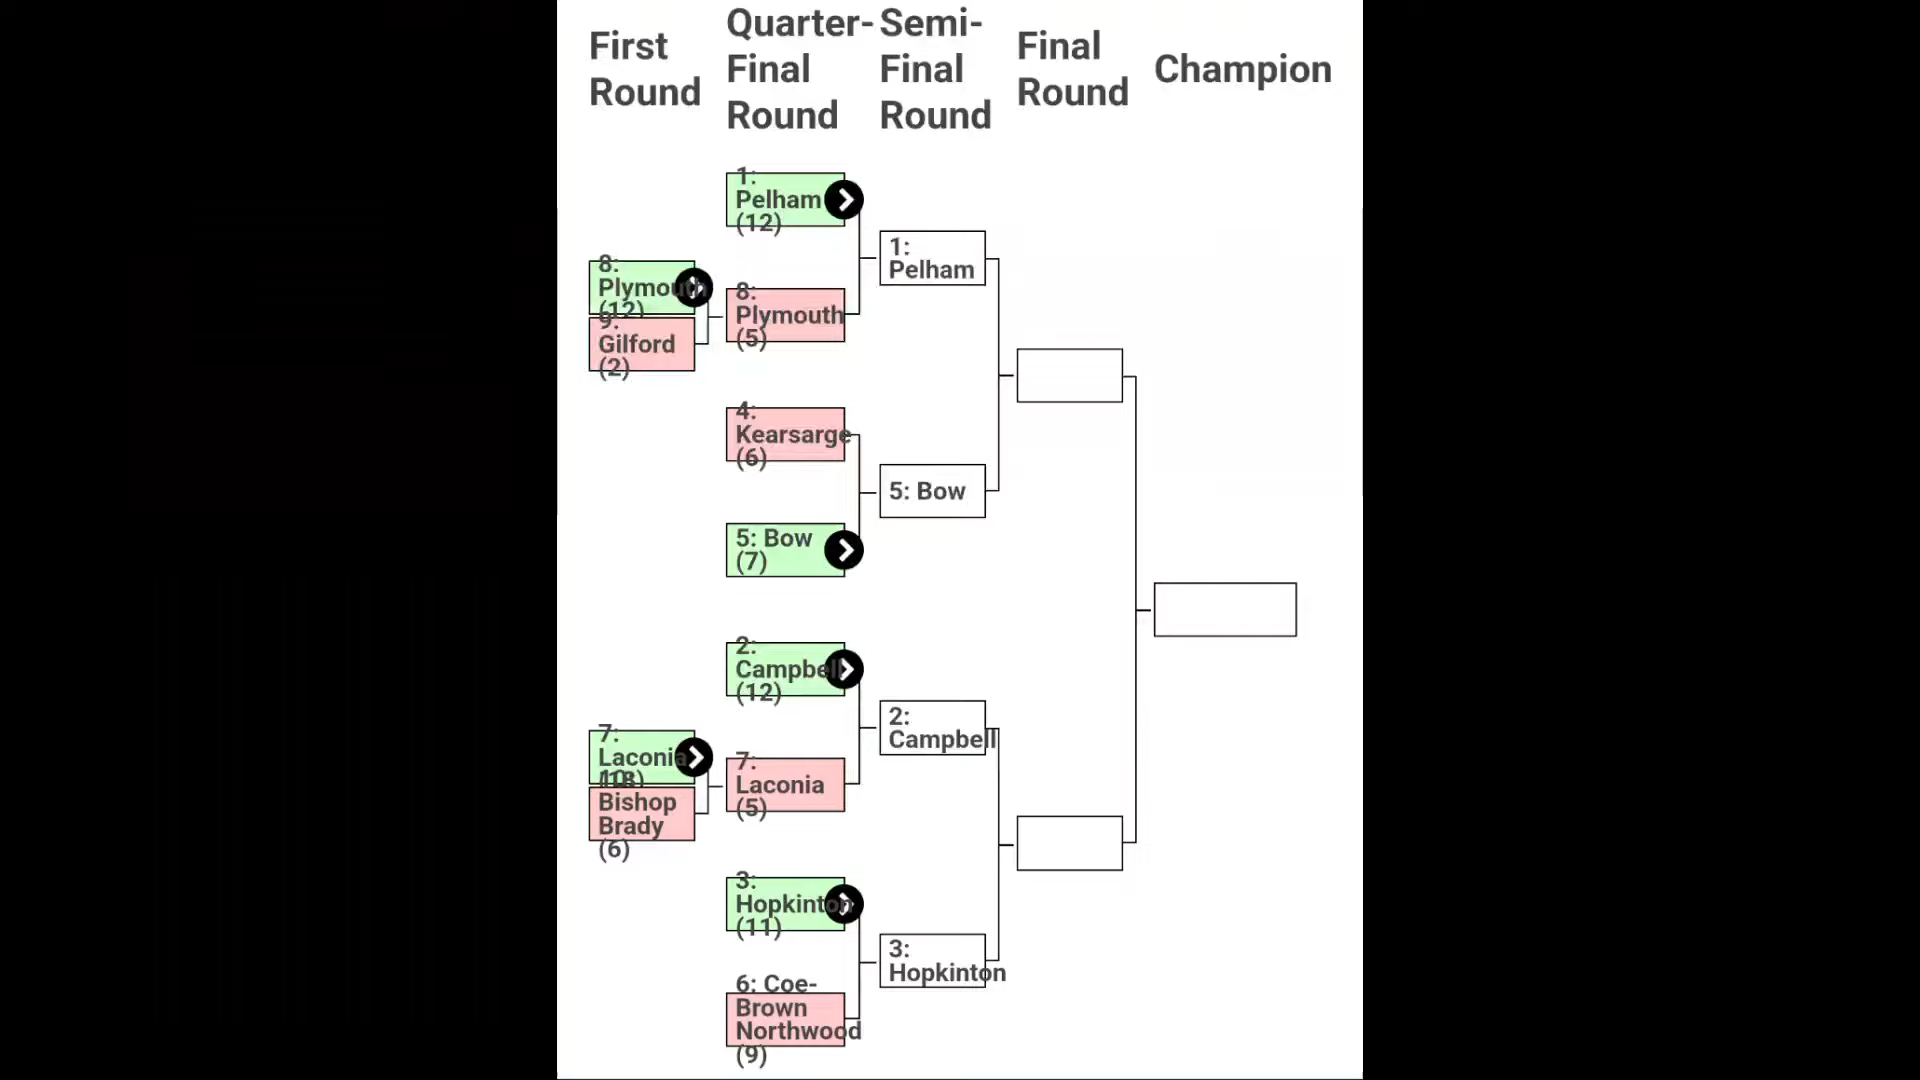 First
Round
Quarter-
Final
Round
Semi-
Final
Round
Final
Round
Champion
1:
Pelham
(12)
8:
Plymouth
(12)
9:
Gilford
(2)
8:
Plymouth
(5)
1:
Pelham
4:
Kearsarge
(6)
5: Bow
(7)
5: Bow
2:
Campbell
(12)
7:
Laconia
Bishop
Brady
(6)
7:
Laconia
(5)
2:
Campbell
3:
Hopkinton
(11)
6: Coe-
Brown
Northwood
(9)
3:
Hopkinton